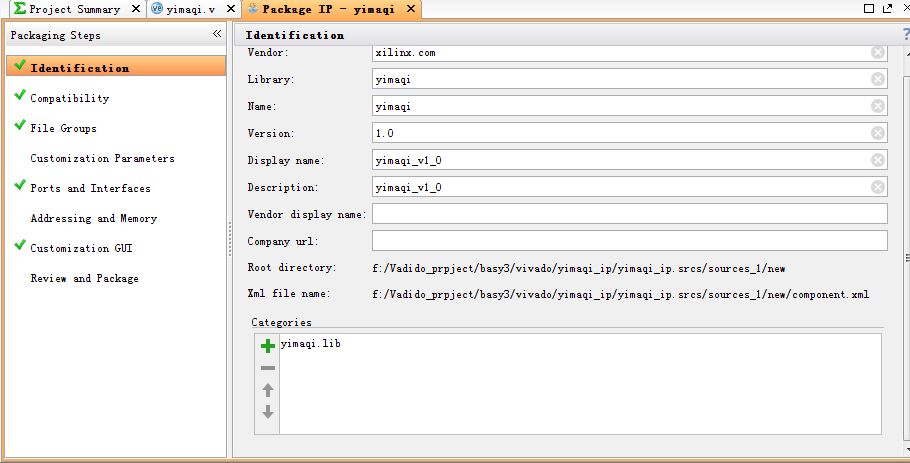 Project Summary
yimaqi.v
Package IP - yimaqi
Packaging Steps
Identification
Compatibility
File Groups
Customization Parameters
Ports and Interfaces
Addressing and Memory
Customization GUI
Review and Package
Identification
Vendor: xilinx.com
Library: yimaqi
Name: yimaqi
Version: 1.0
Display name: yimaqi_v1_0
Description: yimaqi_v1_0
Vendor display name:
Company url:
Root directory: f:/Vadido_prpject/basy3/vivado/yimaqi_ip/yimaqi_ip.srcs/sources_1/new
Xml file name: f:/Vadido_prpject/basy3/vivado/yimaqi_ip/yimaqi_ip.srcs/sources_1/new/component.xml
Categories
yimaqi.lib